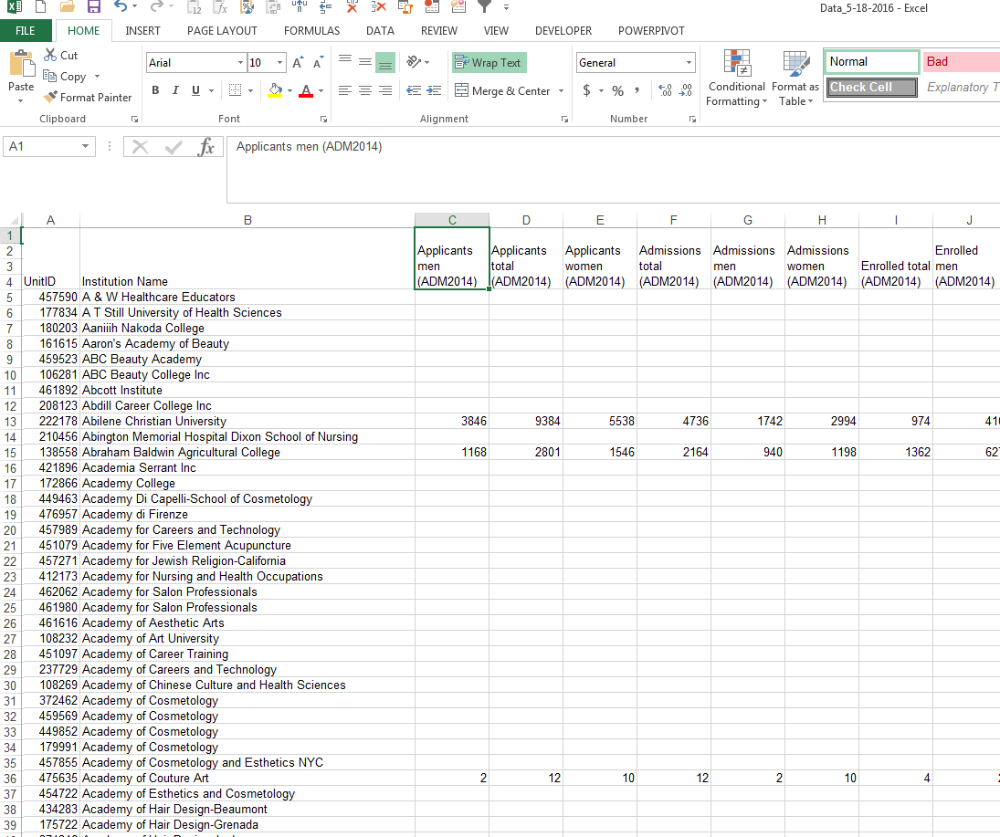 Data_5-18-2016 - Excel
FILE HOME INSERT PAGE LAYOUT FORMULAS DATA REVIEW VIEW DEVELOPER POWERPIVOT
Cut
Arial 10 A A Wrap Text General Normal Bad
Copy
Paste B I U A Merge & Center $ % , Conditional Format as Check Cell Explanatory T
Format Painter Formatting Table
Clipboard Font Alignment Number
A1 fx Applicants men (ADM2014)
A B C D E F G H I J
1
2 Applicants Applicants Applicants Admissions Admissions Admissions Enrolled
3 men total women total men women Enrolled total men
4 UnitID Institution Name (ADM2014) (ADM2014) (ADM2014) (ADM2014) (ADM2014) (ADM2014) (ADM2014) (ADM2014)
5 457590 A & W Healthcare Educators
6 177834 A T Still University of Health Sciences
7 180203 Aaniiih Nakoda College
8 161615 Aaron's Academy of Beauty
9 459523 ABC Beauty Academy
10 106281 ABC Beauty College Inc
11 461892 Abcott Institute
12 208123 Abdill Career College Inc
13 222178 Abilene Christian University 3846 9384 5538 4736 1742 2994 974
14 210456 Abington Memorial Hospital Dixon School of Nursing
15 138558 Abraham Baldwin Agricultural College 1168 2801 1546 2164 940 1198 1362
16 421896 Academia Serrant Inc
17 172866 Academy College
18 449463 Academy Di Capelli-School of Cosmetology
19 476957 Academy di Firenze
20 457989 Academy for Careers and Technology
21 451079 Academy for Five Element Acupuncture
22 457271 Academy for Jewish Religion-California
23 412173 Academy for Nursing and Health Occupations
24 462062 Academy for Salon Professionals
25 461980 Academy for Salon Professionals
26 461616 Academy of Aesthetic Arts
27 108232 Academy of Art University
28 451097 Academy of Career Training
29 237729 Academy of Careers and Technology
30 108269 Academy of Chinese Culture and Health Sciences
31 372462 Academy of Cosmetology
32 459569 Academy of Cosmetology
33 449852 Academy of Cosmetology
34 179991 Academy of Cosmetology
35 457855 Academy of Cosmetology and Esthetics NYC
36 475635 Academy of Couture Art 2 12 10 12 2 10 4
37 454722 Academy of Esthetics and Cosmetology
38 434283 Academy of Hair Design-Beaumont
39 175722 Academy of Hair Design-Grenada